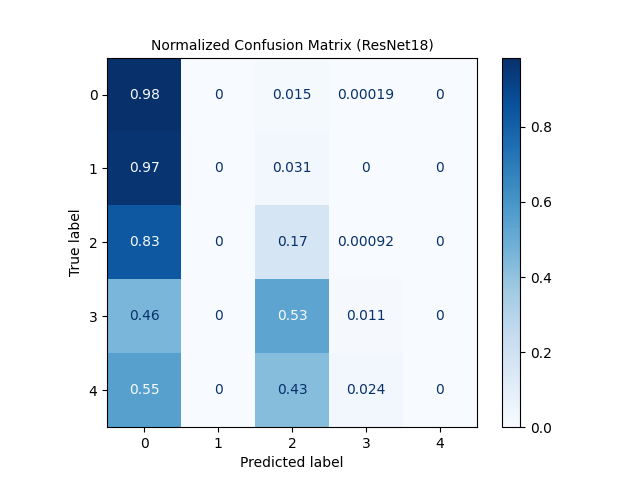 Normalized Confusion Matrix (ResNet18)
0 0.98 0 0.015 0.00019 0
1 0.97 0 0.031 0 0
2 0.83 0 0.17 0.00092 0
3 0.46 0 0.53 0.011 0
4 0.55 0 0.43 0.024 0
0 1 2 3 4
True label
Predicted label
0.8
0.6
0.4
0.2
0.0